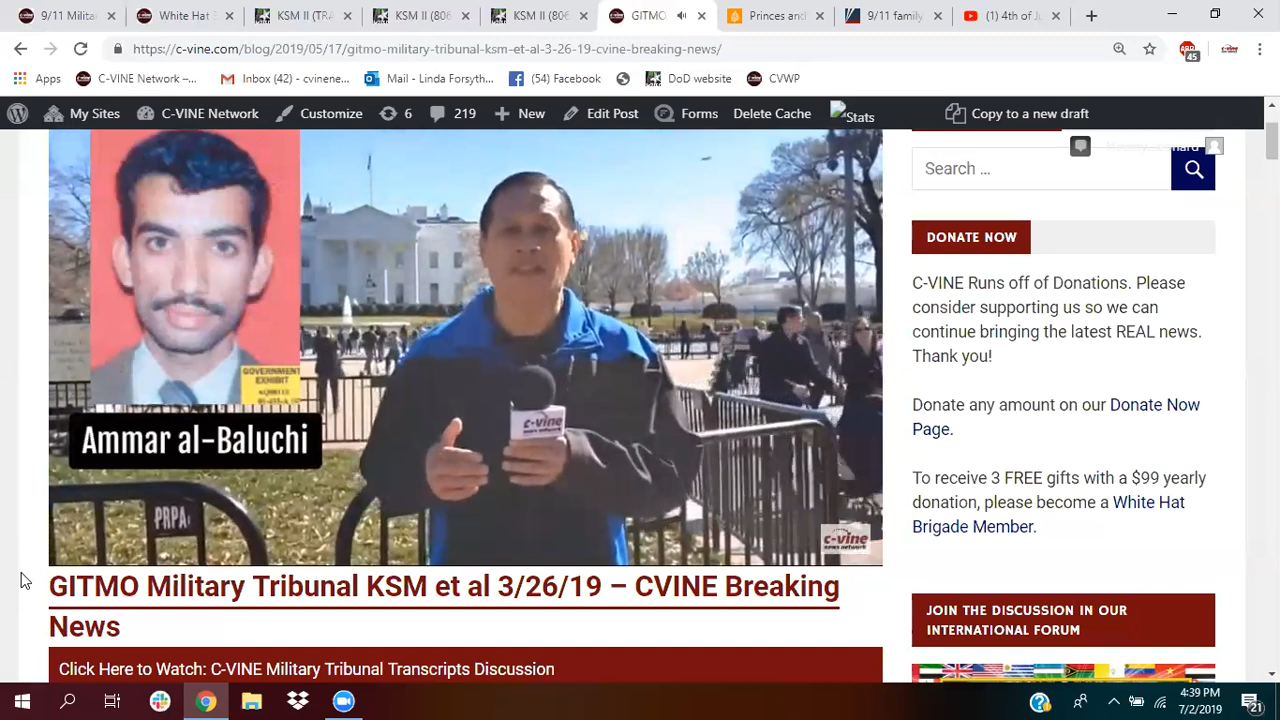 9/11 Militar
White Hat B
KSM II (TRA
KSM II (806
KSM II (806
GITMO
Princes and
9/11 family
(1) 4th of Ju
https://c-vine.com/blog/2019/05/17/gitmo-military-tribunal-ksm-et-al-3-26-19-cvine-breaking-news/
45
Apps
C-VINE Network –...
Inbox (42) - cvinene...
Mail - Linda Forsyth...
(54) Facebook
DoD website
CVWP
My Sites
C-VINE Network
Customize
6
219
New
Edit Post
Forms
Delete Cache
Stats
Copy to a new draft
Search …
GOVERNMENT
EXHIBIT
Ammar al-Baluchi
c-vine
PRPA
c-vine
news network
DONATE NOW
C-VINE Runs off of Donations. Please
consider supporting us so we can
continue bringing the latest REAL news.
Thank you!
Donate any amount on our Donate Now
Page.
To receive 3 FREE gifts with a $99 yearly
donation, please become a White Hat
Brigade Member.
GITMO Military Tribunal KSM et al 3/26/19 – CVINE Breaking
News
Click Here to Watch: C-VINE Military Tribunal Transcripts Discussion
JOIN THE DISCUSSION IN OUR
INTERNATIONAL FORUM
4:39 PM
7/2/2019
21